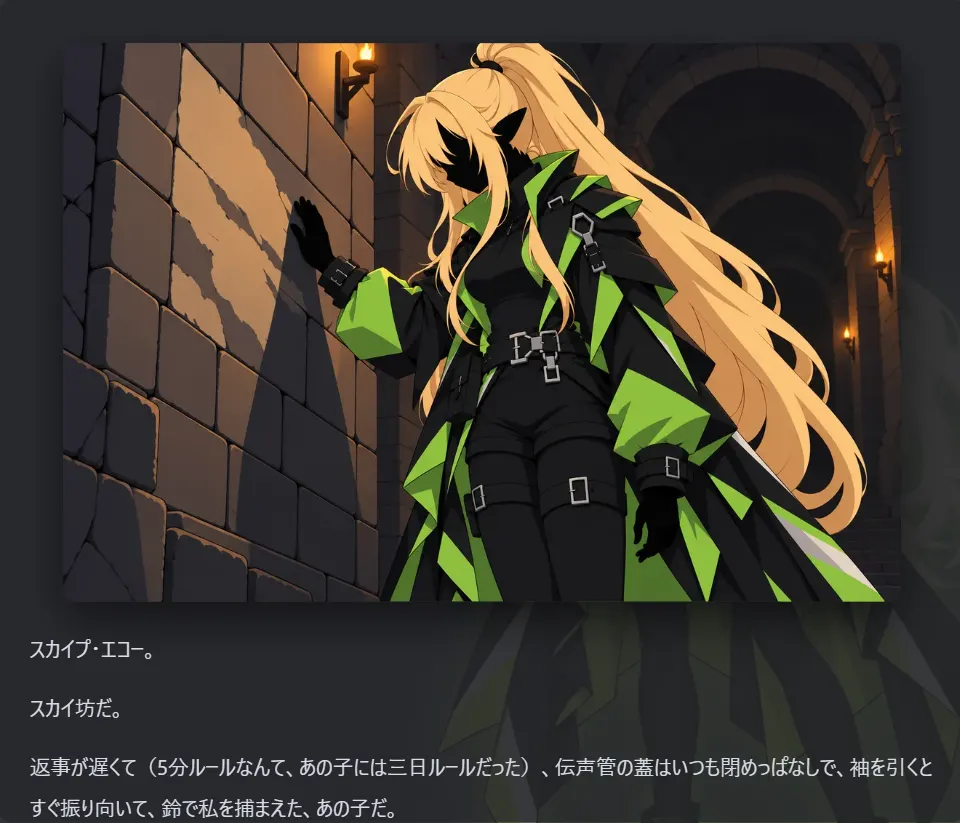 スカイプ・エコー。
スカイ坊だ。
返事が遅くて（5分ルールなんて、あの子には三日ルールだった）、伝声管の蓋はいつも閉めっぱなしで、袖を引くと
すぐ振り向いて、鈴で私を捕まえた、あの子だ。